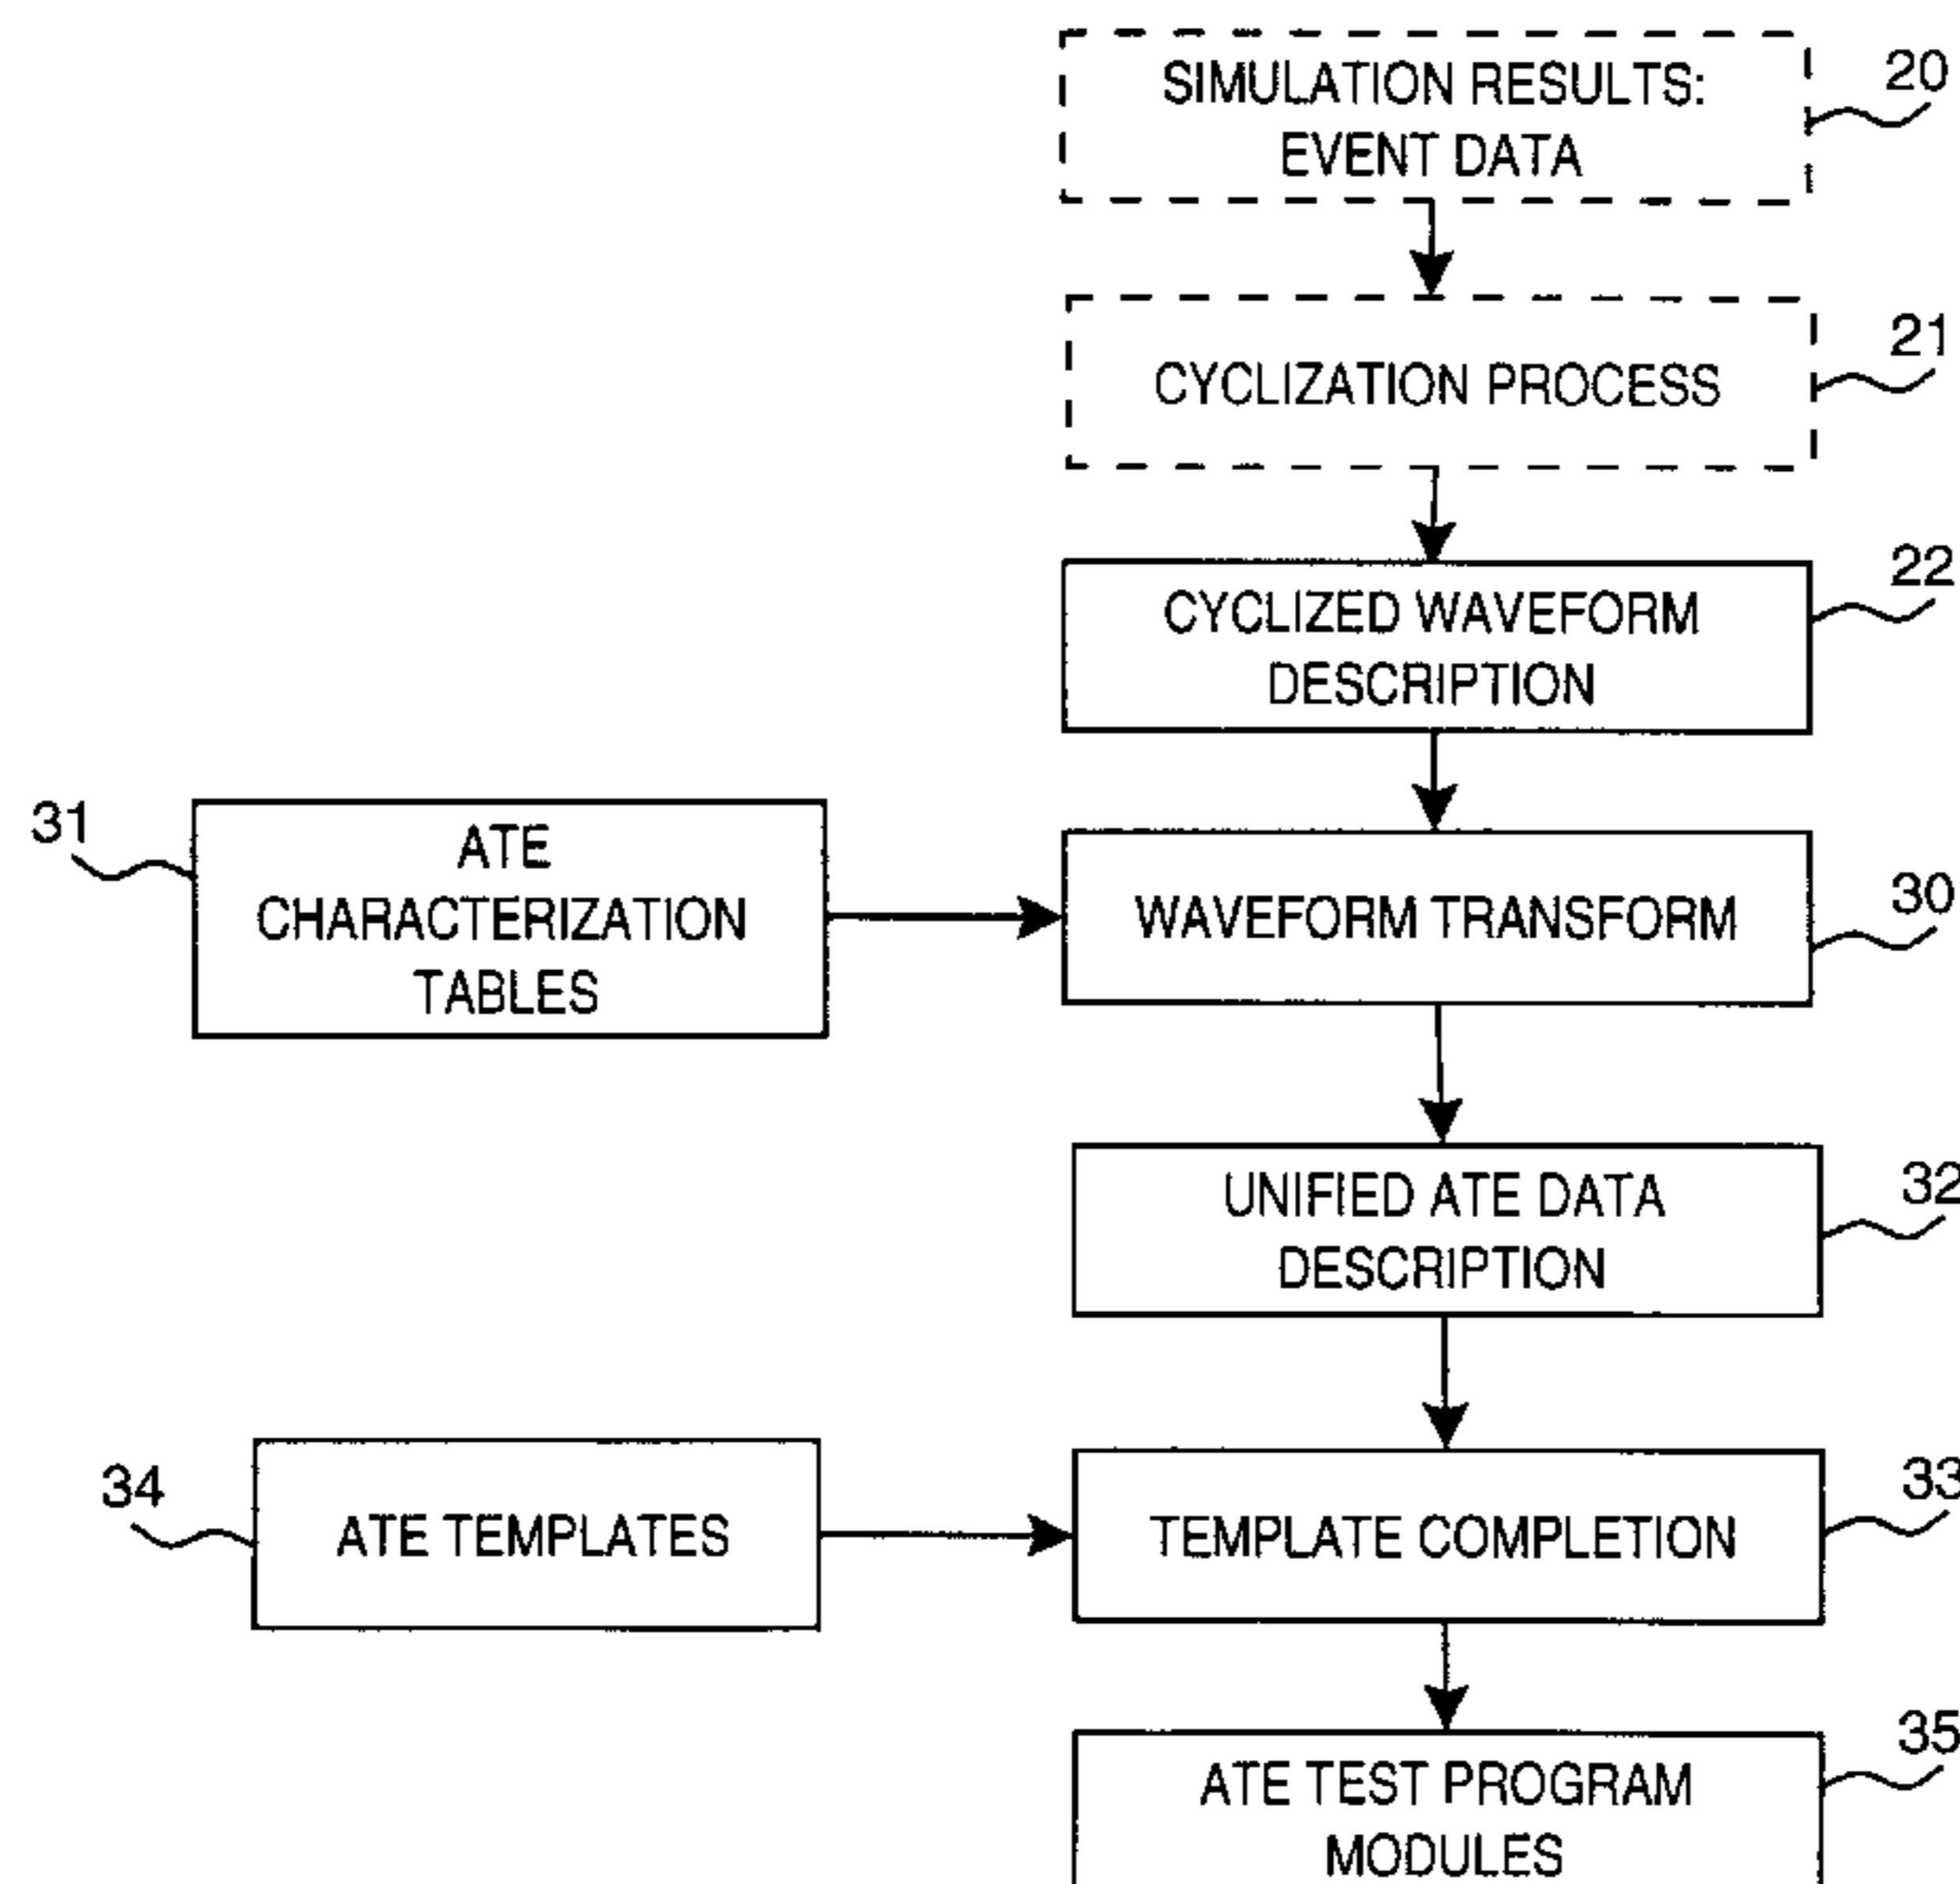 SIMULATION RESULTS:
EVENT DATA
20
CYCLIZATION PROCESS
21
CYCLIZED WAVEFORM
DESCRIPTION
22
31
ATE
CHARACTERIZATION
TABLES
WAVEFORM TRANSFORM
30
UNIFIED ATE DATA
DESCRIPTION
32
34
ATE TEMPLATES
TEMPLATE COMPLETION
33
ATE TEST PROGRAM
MODULES
35